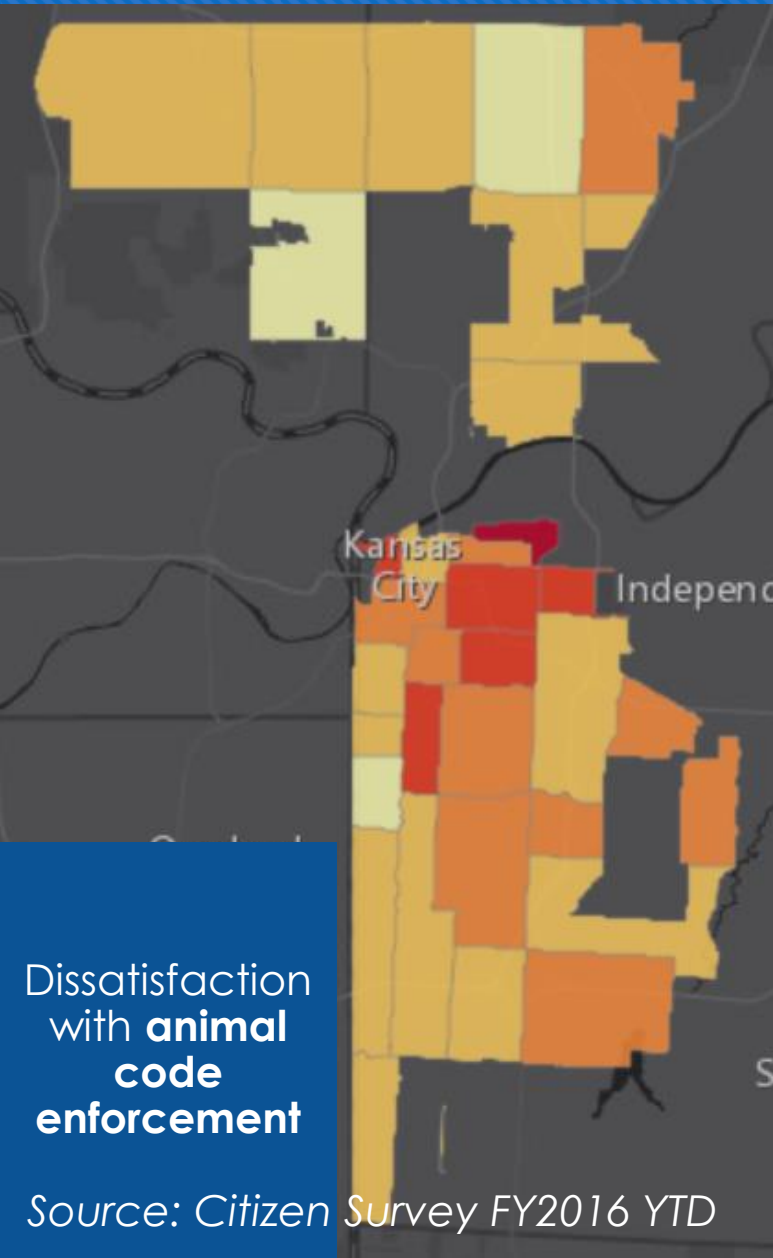 Kansas
City
Independ
S
Dissatisfaction
with animal
code
enforcement
Source: Citizen Survey FY2016 YTD